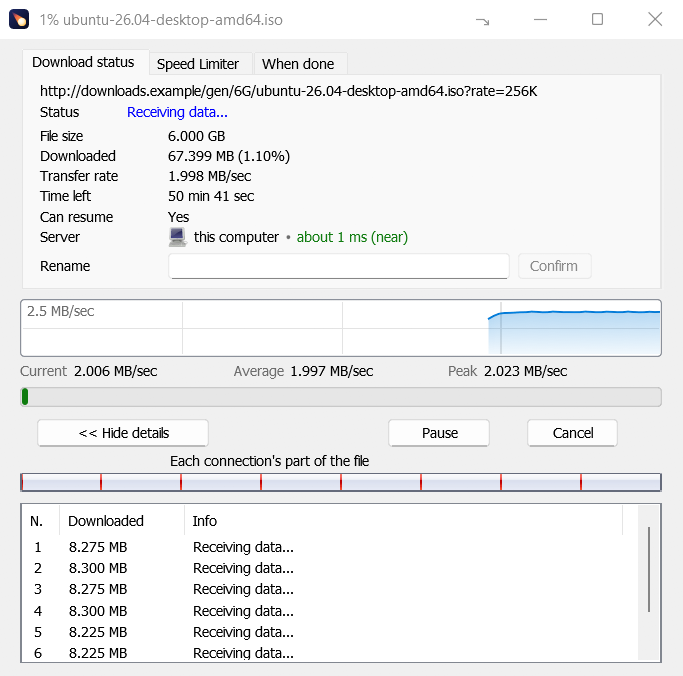 1% ubuntu-26.04-desktop-amd64.iso
Download status Speed Limiter When done
http://downloads.example/gen/6G/ubuntu-26.04-desktop-amd64.iso?rate=256K
Status Receiving data...
File size 6.000 GB
Downloaded 67.399 MB (1.10%)
Transfer rate 1.998 MB/sec
Time left 50 min 41 sec
Can resume Yes
Server this computer • about 1 ms (near)
Rename Confirm
2.5 MB/sec
Current 2.006 MB/sec Average 1.997 MB/sec Peak 2.023 MB/sec
<< Hide details Pause Cancel
Each connection's part of the file
N. Downloaded Info
1 8.275 MB Receiving data...
2 8.300 MB Receiving data...
3 8.275 MB Receiving data...
4 8.300 MB Receiving data...
5 8.225 MB Receiving data...
6 8.225 MB Receiving data...